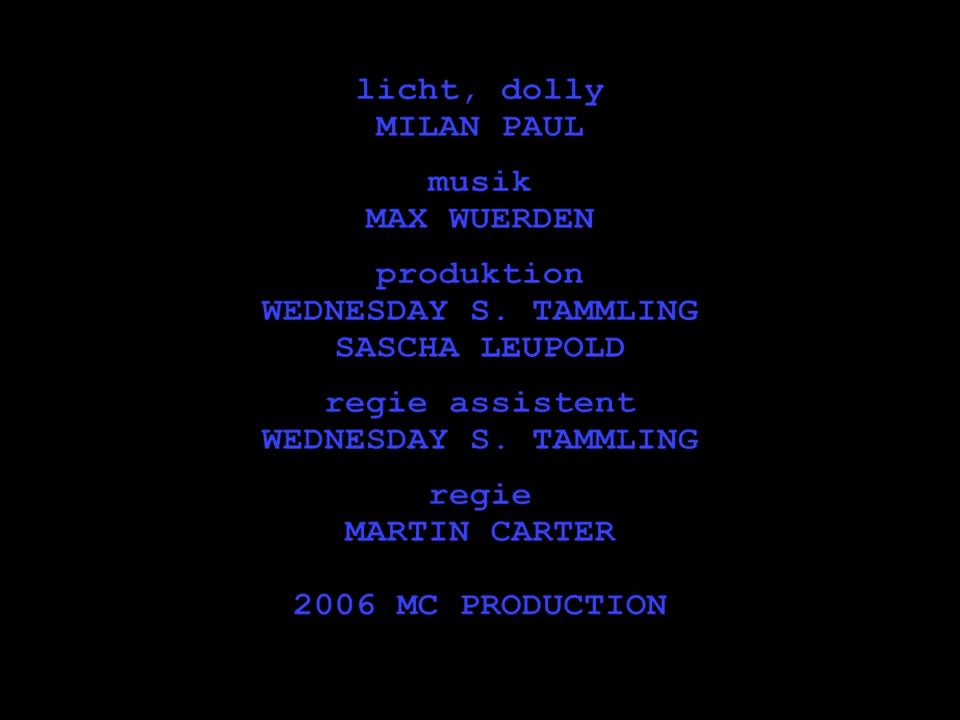 licht, dolly
MILAN PAUL
musik
MAX WUERDEN
produktion
WEDNESDAY S. TAMMLING
SASCHA LEUPOLD
regie assistent
WEDNESDAY S. TAMMLING
regie
MARTIN CARTER
2006 MC PRODUCTION